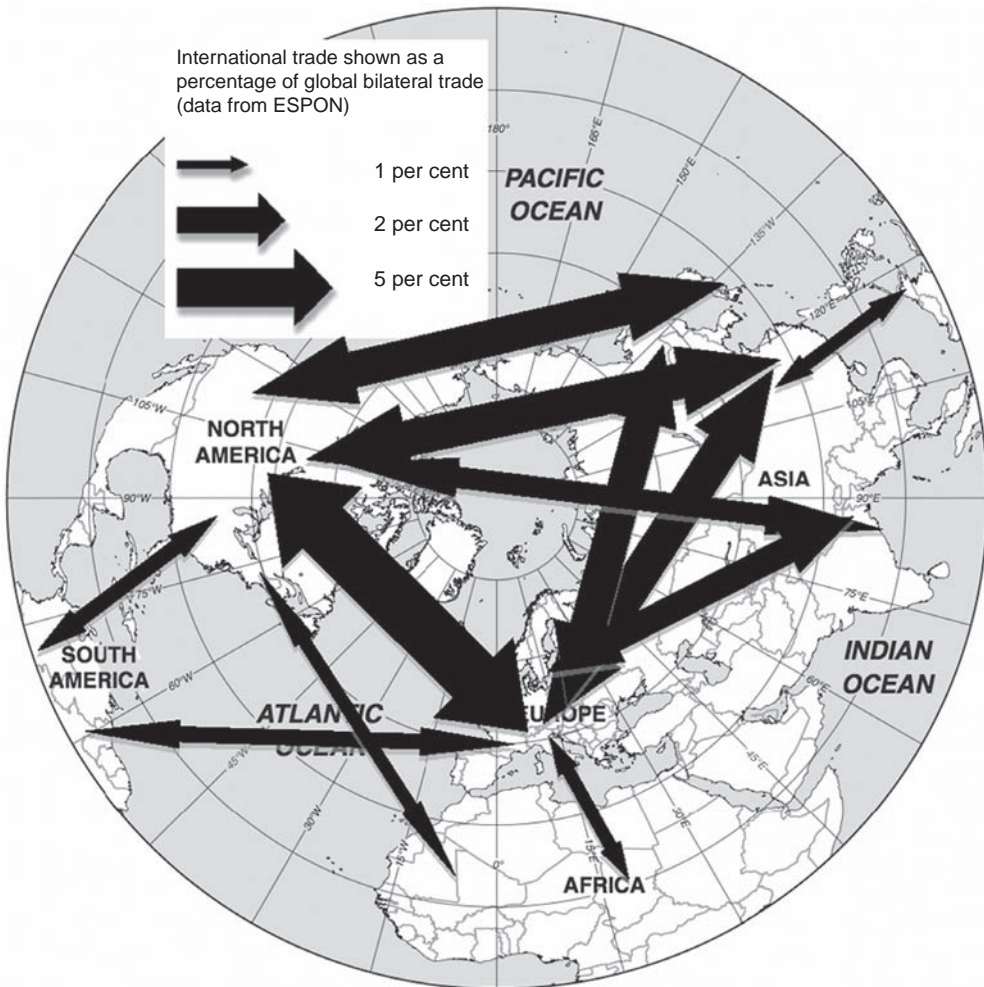 International trade shown as a
percentage of global bilateral trade
(data from ESPON)
1 per cent
2 per cent
5 per cent
180°
165°E
150°E
135°W
120°E
105°E
90°E
75°E
60°E
45°E
30°E
15°E
0°
15°W
30°W
45°W
60°W
75°W
90°W
105°W
PACIFIC
OCEAN
NORTH
AMERICA
ASIA
SOUTH
AMERICA
INDIAN
OCEAN
ATLANTIC
OCEAN
EUROPE
AFRICA